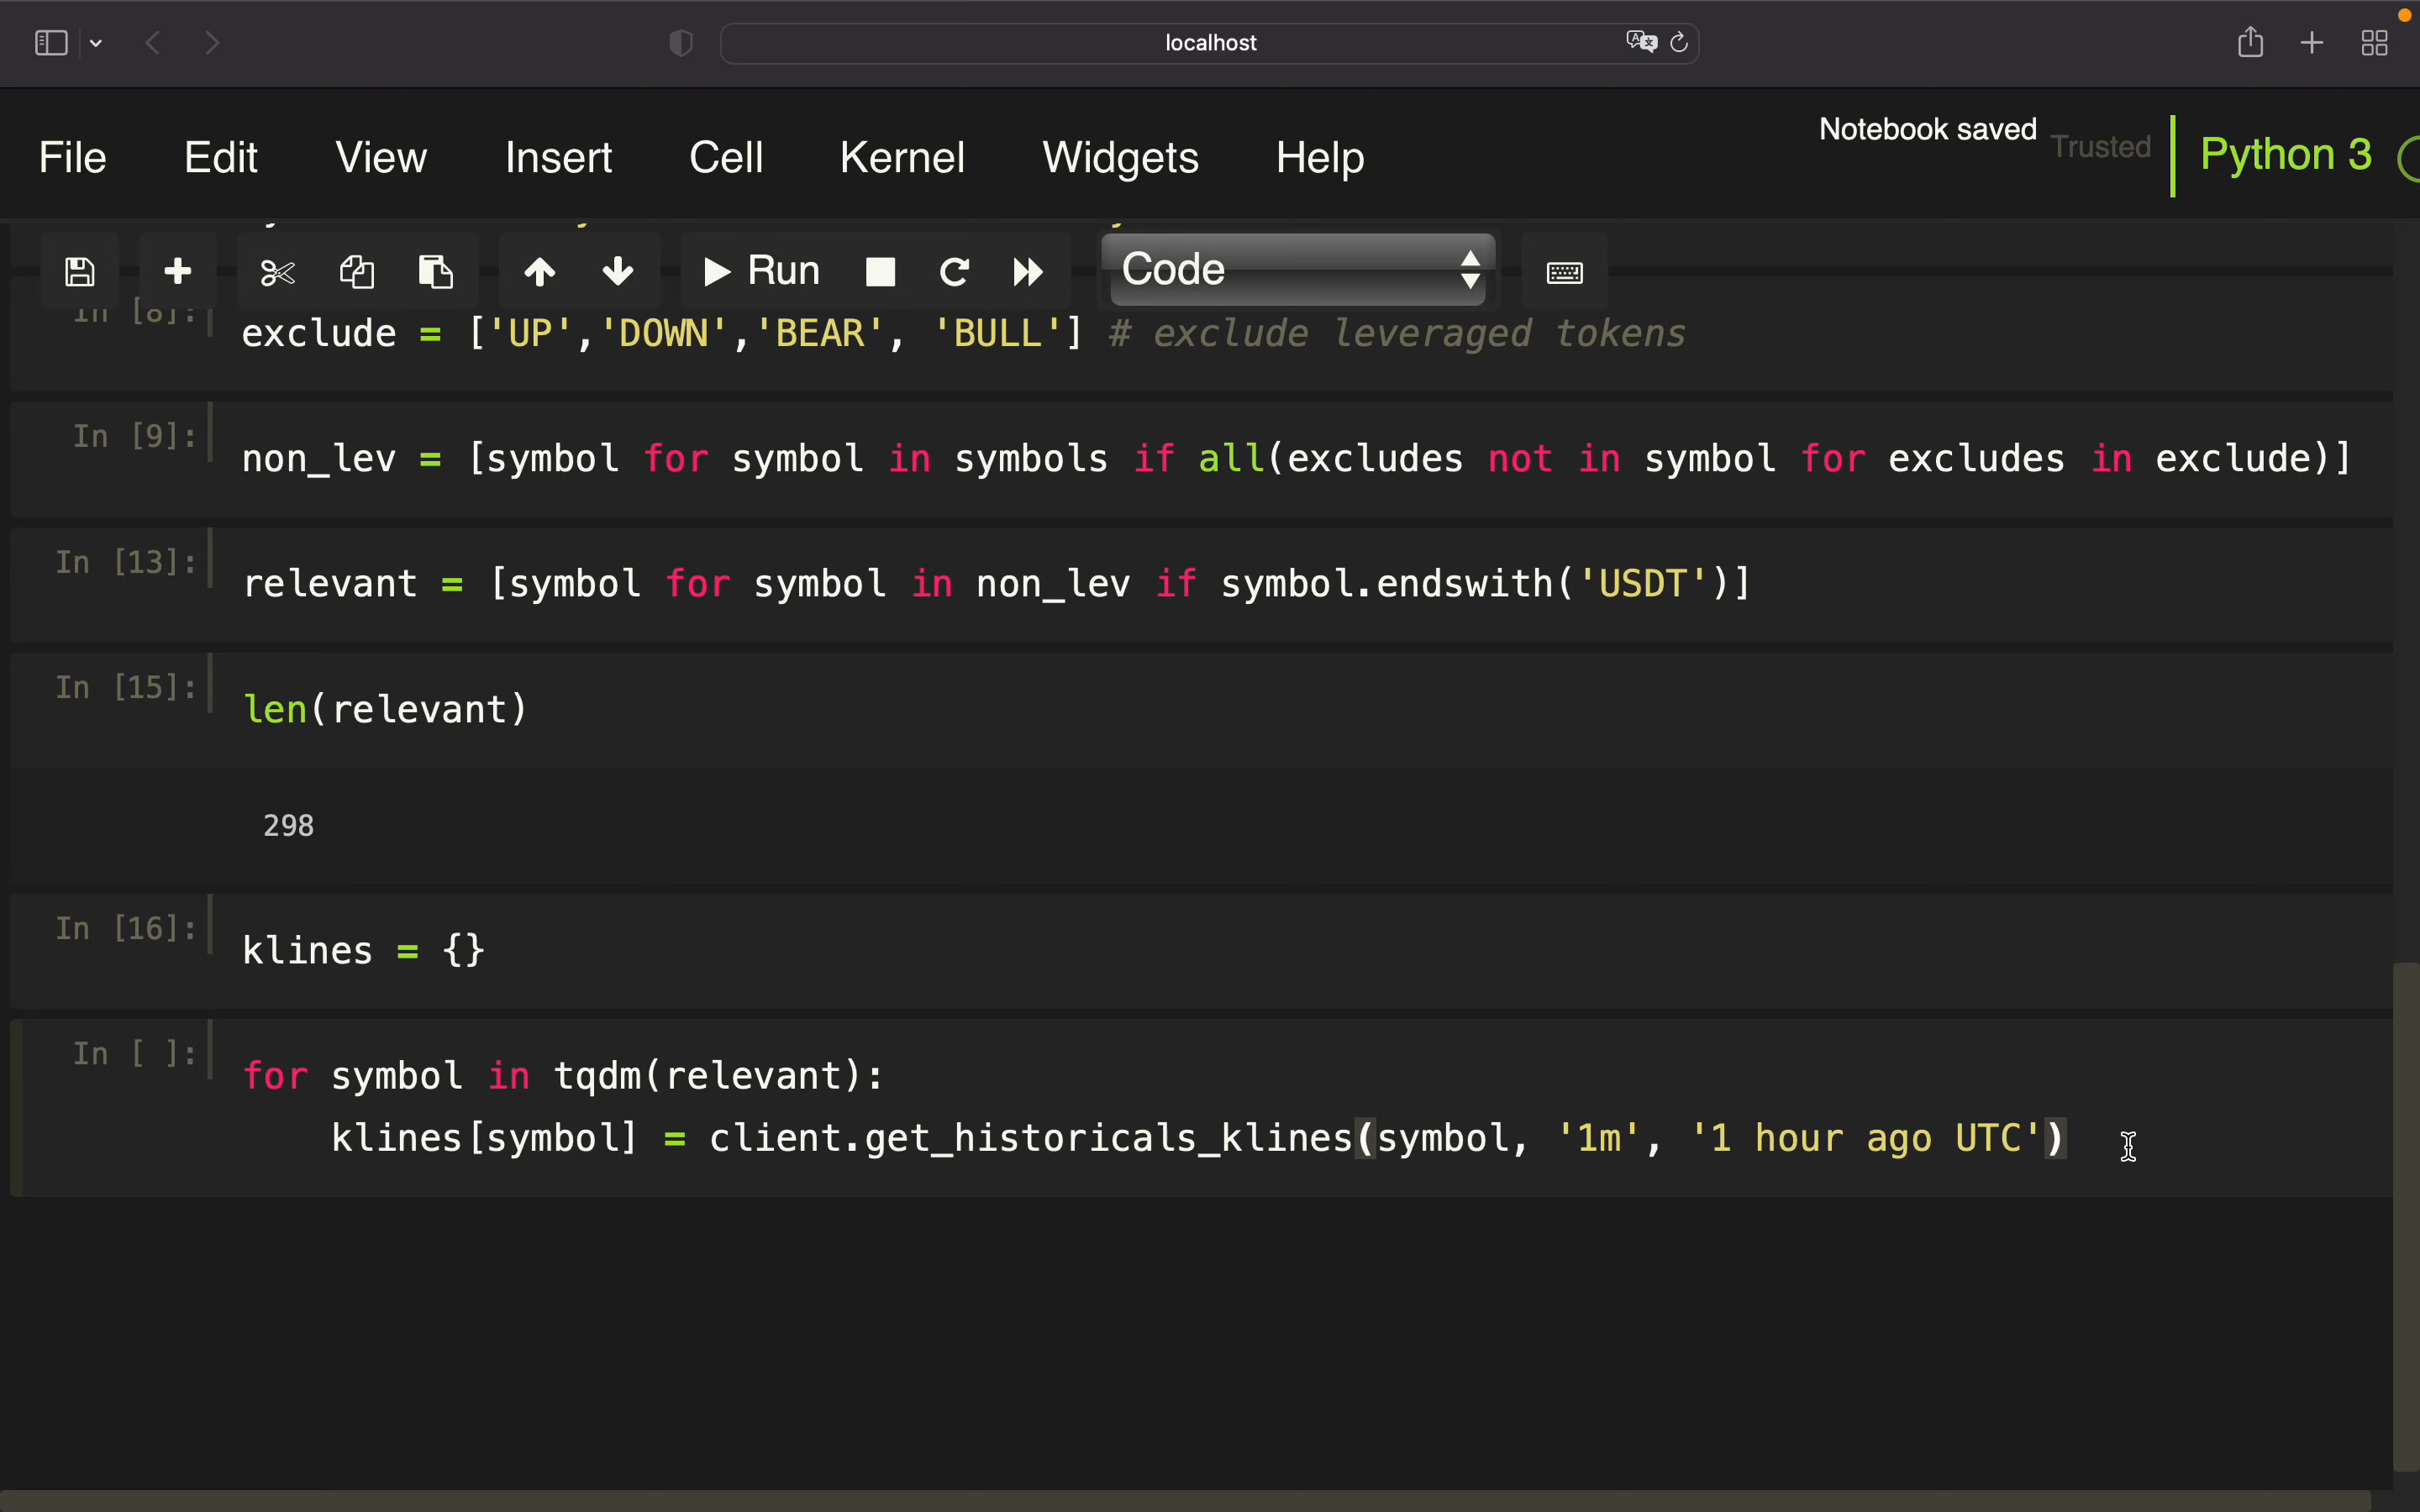 localhost
File Edit View Insert Cell Kernel Widgets Help
Notebook saved Trusted Python 3
Run Code
In [8]: exclude = ['UP','DOWN','BEAR', 'BULL'] # exclude leveraged tokens
In [9]: non_lev = [symbol for symbol in symbols if all(excludes not in symbol for excludes in exclude)]
In [13]: relevant = [symbol for symbol in non_lev if symbol.endswith('USDT')]
In [15]: len(relevant)
298
In [16]: klines = {}
In [ ]: for symbol in tqdm(relevant):
klines[symbol] = client.get_historicals_klines(symbol, '1m', '1 hour ago UTC')